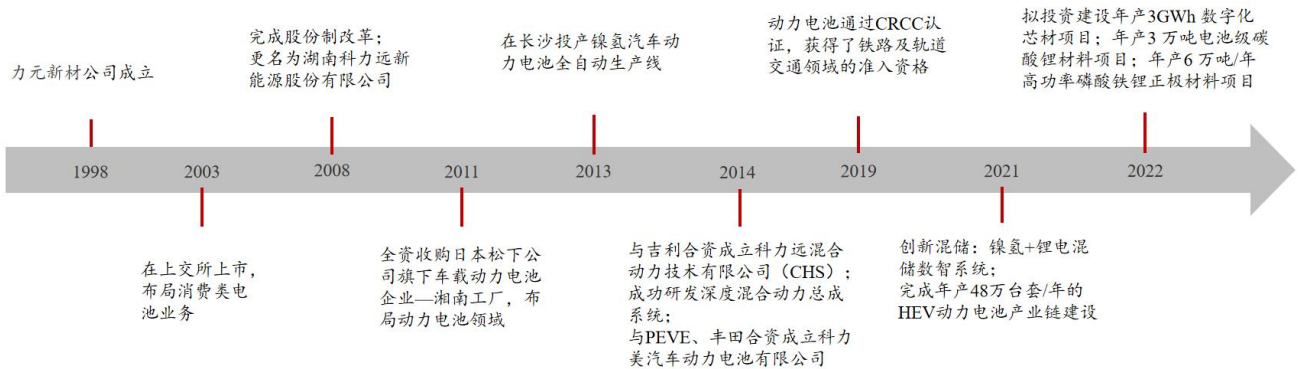 力元新材公司成立
完成股份制改革；
更名为湖南科力远新
能源股份有限公司
在长沙投产镍氢汽车动
力电池全自动生产线
动力电池通过CRCC认
证，获得了铁路及轨道
交通领域的准入资格
拟投资建设年产3GWh 数字化
芯材项目；年产3 万吨电池级碳
酸锂材料项目；年产6 万吨/年
高功率磷酸铁锂正极材料项目
1998
2003
2008
2011
2013
2014
2019
2021
2022
在上交所上市，
布局消费类电
池业务
全资收购日本松下公
司旗下车载动力电池
企业—湘南工厂，布
局动力电池领域
与吉利合资成立科力远混合
动力技术有限公司（CHS）；
成功研发深度混合动力总成
系统；
与PEVE、丰田合资成立科力
美汽车动力电池有限公司
创新混储：镍氢+锂电混
储数智系统；
完成年产48万台套/年的
HEV动力电池产业链建设